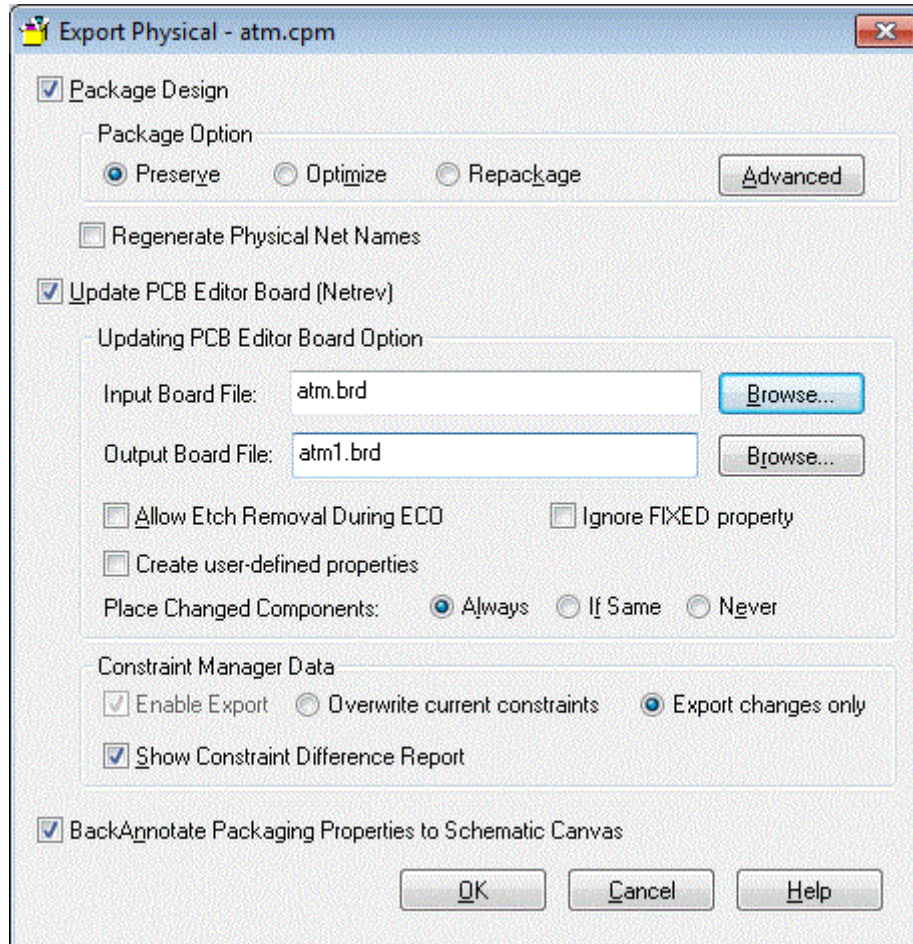 Export Physical - atm.cpm
Package Design
Package Option
Preserve Optimize Repackage Advanced
Regenerate Physical Net Names
Update PCB Editor Board (Netrev)
Updating PCB Editor Board Option
Input Board File: atm.brd Browse...
Output Board File: atm1.brd Browse...
Allow Etch Removal During ECO Ignore FIXED property
Create user-defined properties
Place Changed Components: Always If Same Never
Constraint Manager Data
Enable Export Overwrite current constraints Export changes only
Show Constraint Difference Report
BackAnnotate Packaging Properties to Schematic Canvas
OK Cancel Help